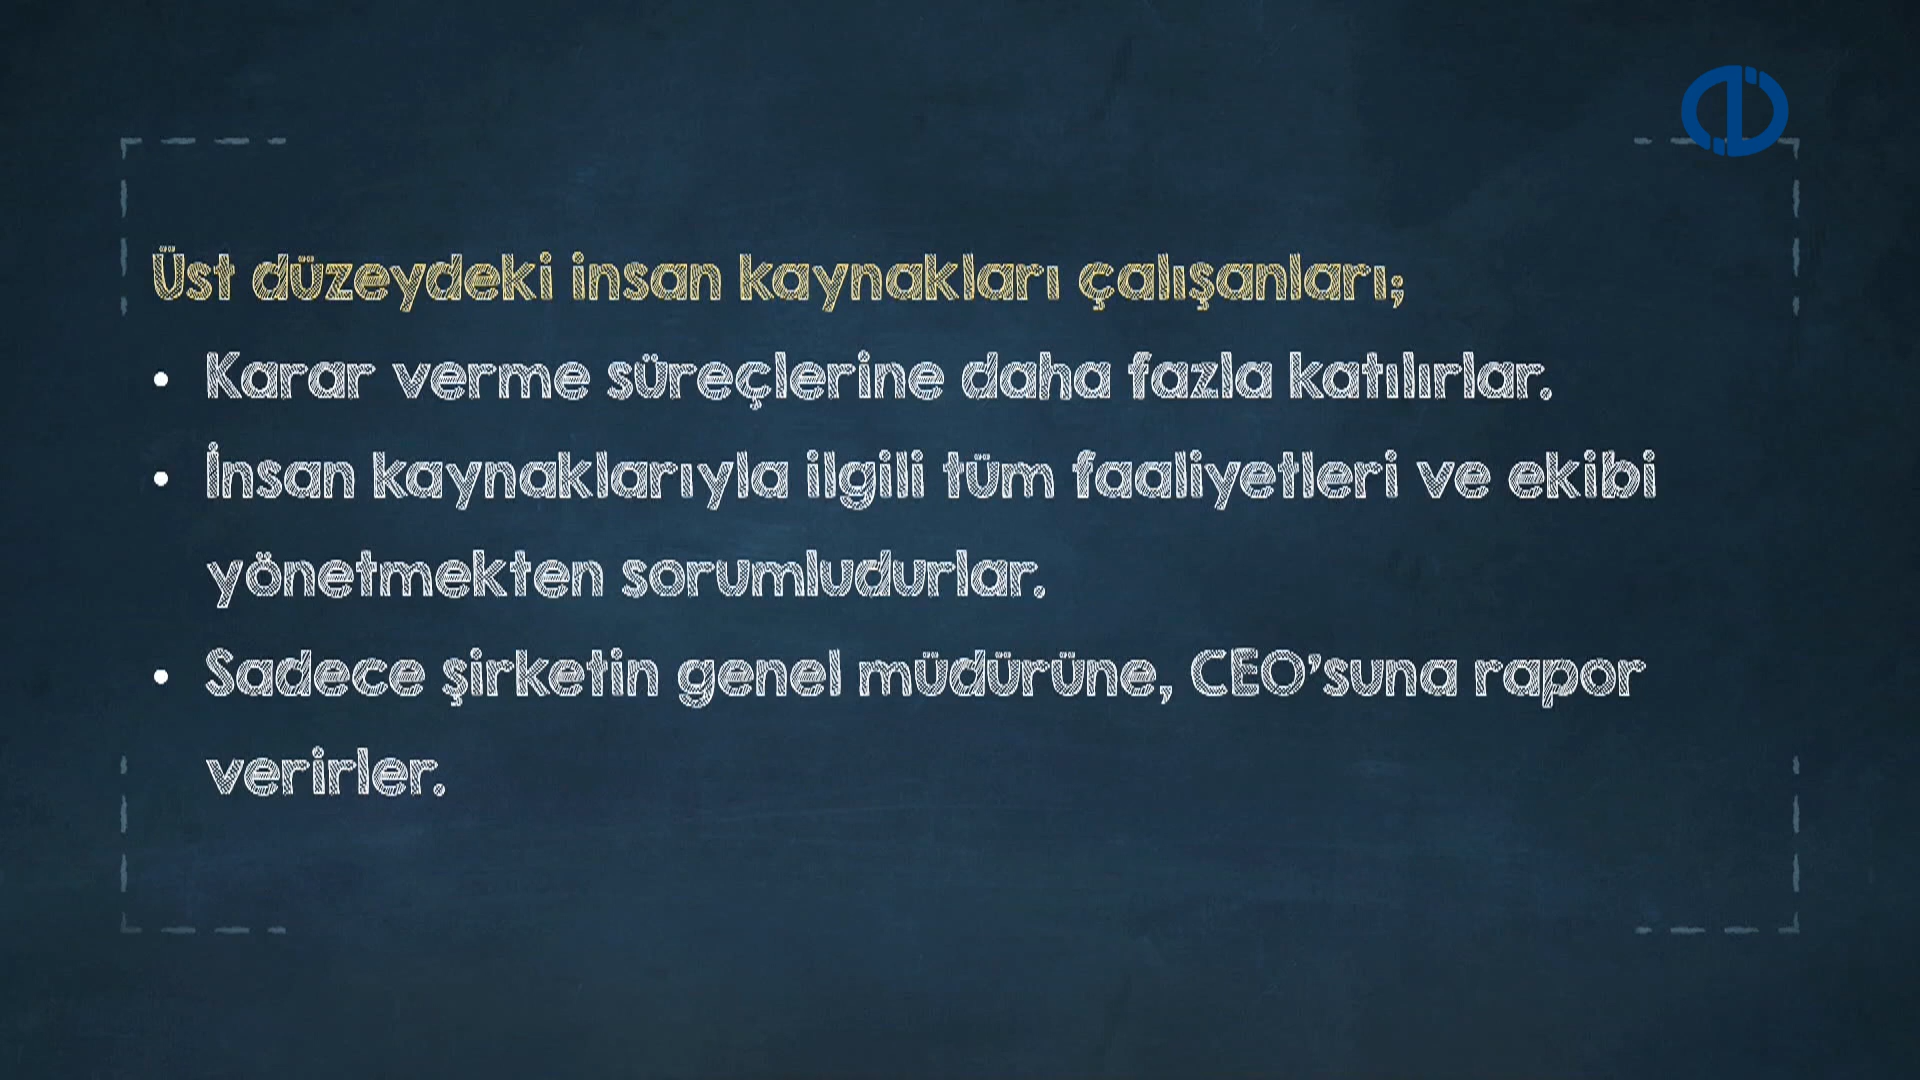 Üst düzeydeki insan kaynakları çalışanları;
• Karar verme süreçlerine daha fazla katılırlar.
• İnsan kaynaklarıyla ilgili tüm faaliyetleri ve ekibi
yönetmekten sorumludurlar.
• Sadece şirketin genel müdürüne, CEO'suna rapor
verirler.